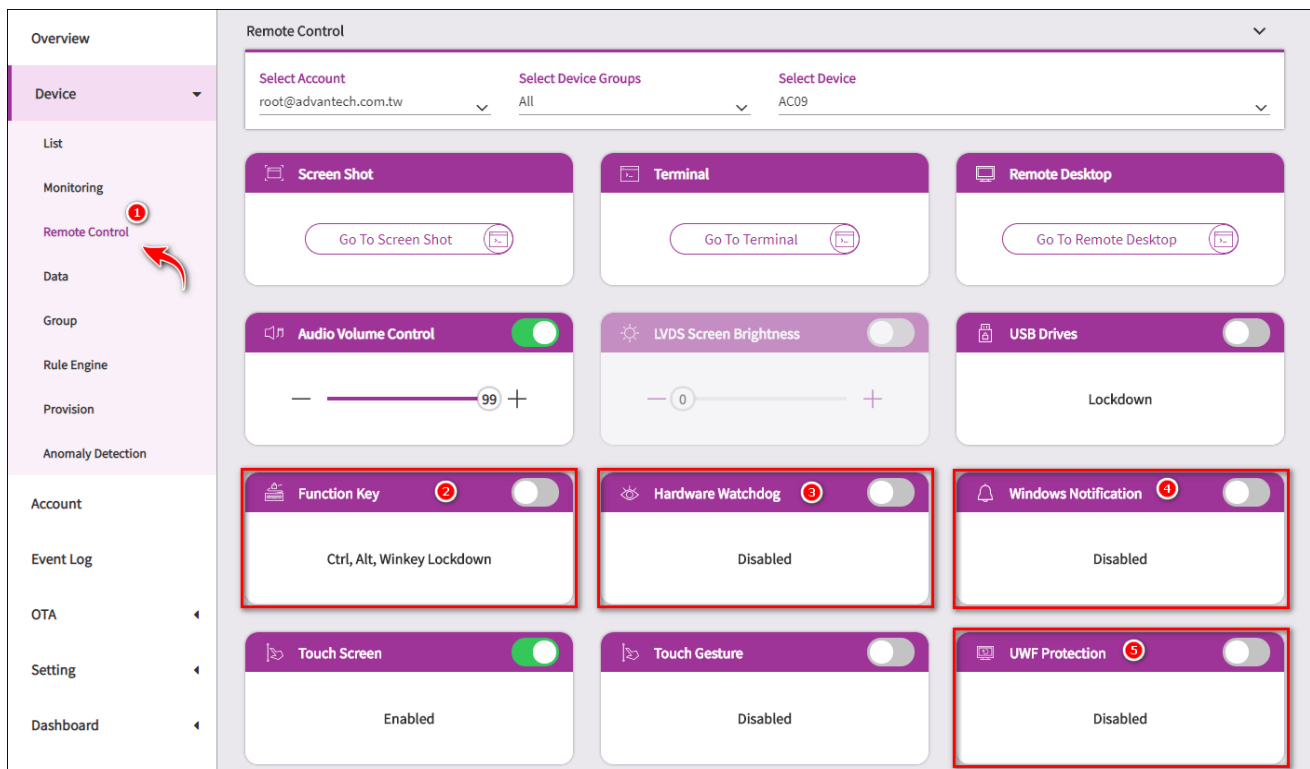 Overview
Device
List
Monitoring
1
Remote Control
Data
Group
Rule Engine
Provision
Anomaly Detection
Account
Event Log
OTA
Setting
Dashboard
Remote Control
Select Account
root@advantech.com.tw
Select Device Groups
All
Select Device
AC09
Screen Shot
Go To Screen Shot
Terminal
Go To Terminal
Remote Desktop
Go To Remote Desktop
Audio Volume Control
99
LVDS Screen Brightness
0
USB Drives
Lockdown
Function Key 2
Ctrl, Alt, Winkey Lockdown
Hardware Watchdog 3
Disabled
Windows Notification 4
Disabled
Touch Screen
Enabled
Touch Gesture
Disabled
UWF Protection 5
Disabled